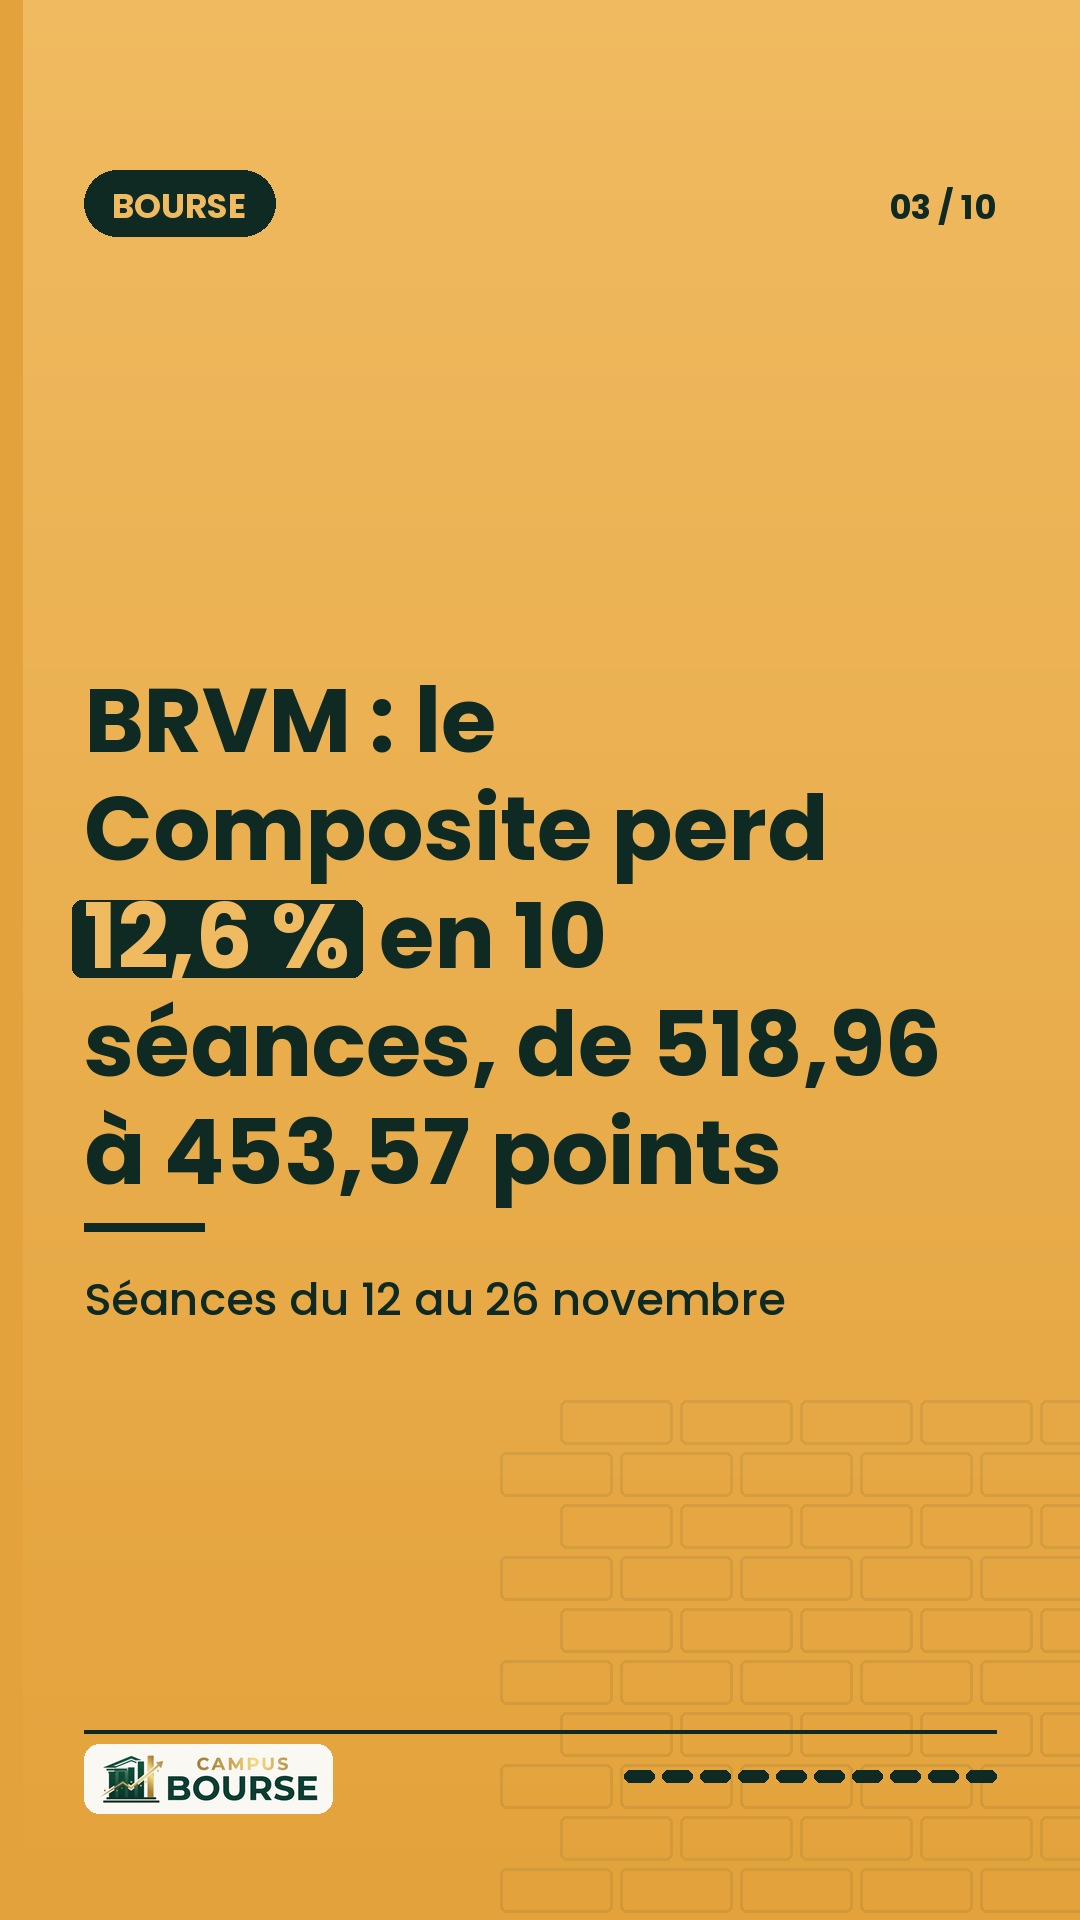 BOURSE
03 / 10
BRVM : le
Composite perd
12,6 % en 10
séances, de 518,96
à 453,57 points
Séances du 12 au 26 novembre
CAMPUS
BOURSE